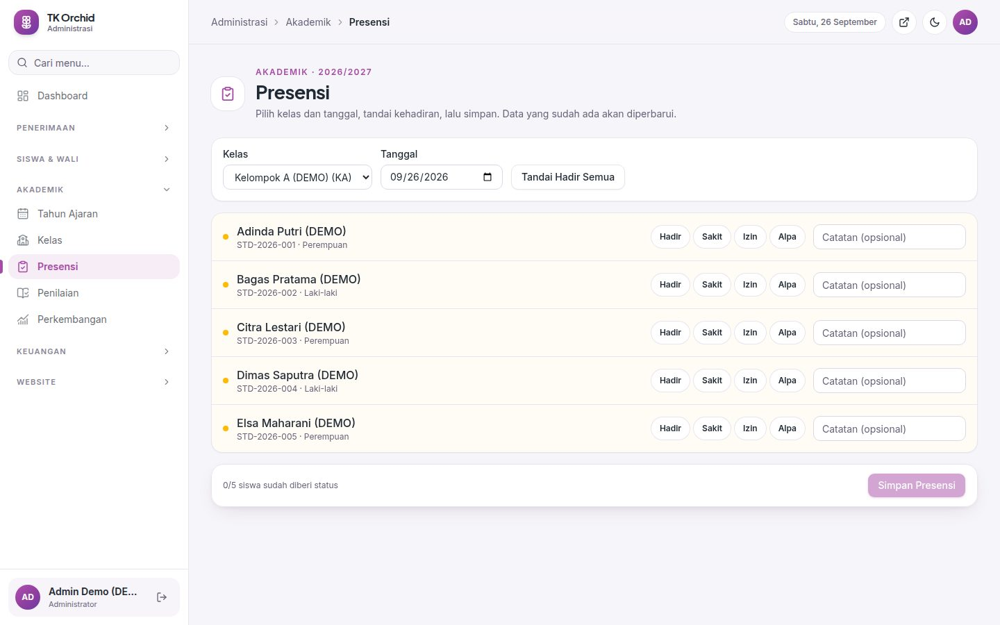 TK Orchid
Administrasi
Cari menu...
Dashboard
PENERIMAAN
SISWA & WALI
AKADEMIK
Tahun Ajaran
Kelas
Presensi
Penilaian
Perkembangan
KEUANGAN
WEBSITE
AD
Admin Demo (DE...
Administrator
Administrasi > Akademik > Presensi
Sabtu, 26 September
AD
AKADEMIK · 2026/2027
Presensi
Pilih kelas dan tanggal, tandai kehadiran, lalu simpan. Data yang sudah ada akan diperbarui.
Kelas Tanggal
Kelompok A (DEMO) (KA) 09/26/2026 Tandai Hadir Semua
Adinda Putri (DEMO)
STD-2026-001 · Perempuan
Hadir Sakit Izin Alpa Catatan (opsional)
Bagas Pratama (DEMO)
STD-2026-002 · Laki-laki
Hadir Sakit Izin Alpa Catatan (opsional)
Citra Lestari (DEMO)
STD-2026-003 · Perempuan
Hadir Sakit Izin Alpa Catatan (opsional)
Dimas Saputra (DEMO)
STD-2026-004 · Laki-laki
Hadir Sakit Izin Alpa Catatan (opsional)
Elsa Maharani (DEMO)
STD-2026-005 · Perempuan
Hadir Sakit Izin Alpa Catatan (opsional)
0/5 siswa sudah diberi status
Simpan Presensi